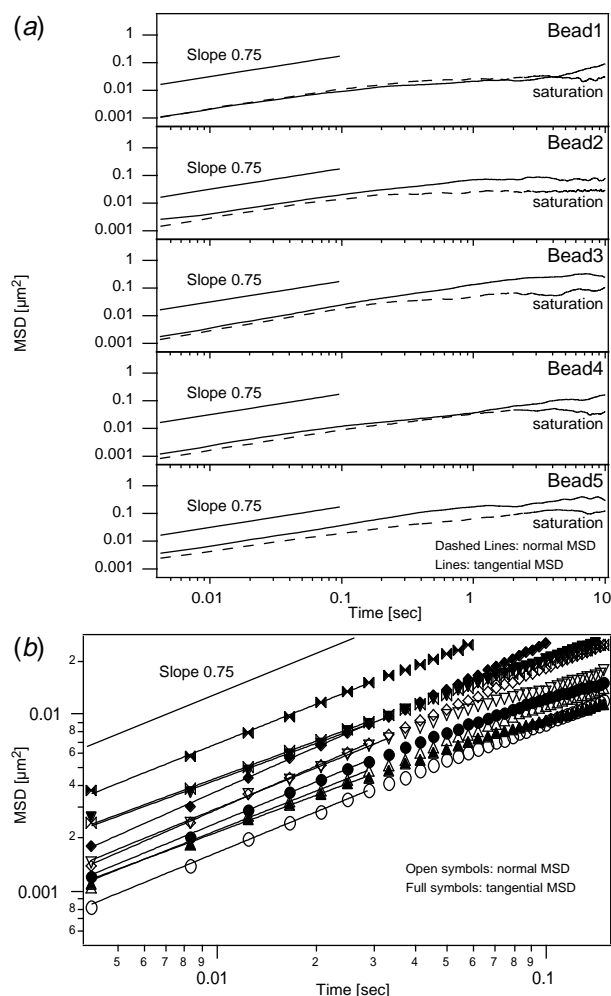 (a)
1
0.1
0.01
0.001
Slope 0.75
Bead1
saturation
1
0.1
0.01
0.001
Slope 0.75
Bead2
saturation
1
0.1
0.01
0.001
Slope 0.75
Bead3
saturation
1
0.1
0.01
0.001
Slope 0.75
Bead4
saturation
1
0.1
0.01
0.001
Slope 0.75
Bead5
saturation
Dashed Lines: normal MSD
Lines: tangential MSD
MSD [µm²]
0.01 0.1 1 10
Time [sec]
(b)
Slope 0.75
2
0.01
8
6
4
2
0.001
8
6
MSD [µm²]
Open symbols: normal MSD
Full symbols: tangential MSD
5 6 7 8 9 0.01 2 3 4 5 6 7 8 9 0.1
Time [sec]